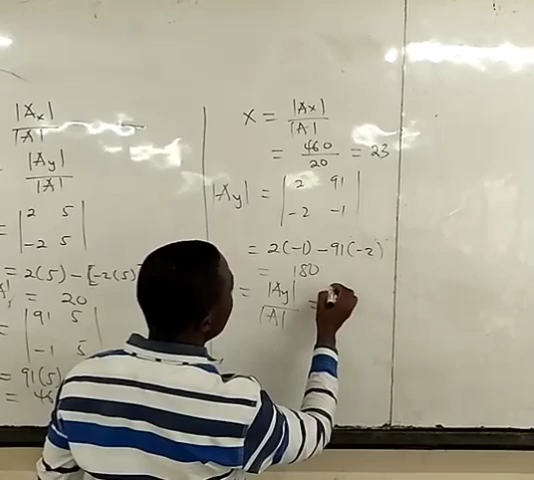 |Ax|
|A|
|Ay|
|A|
= | 2 5 |
| -2 5 |
= 2(5) - [-2(5)
= 20
= | 91 5 |
| -1 5 |
= 91(5)
= 46
x = |Ax|
|A|
= 460 = 23
20
|Ay| = | 2 91 |
| -2 -1 |
= 2(-1) - 91(-2)
= 180
= |Ay| =
|A|